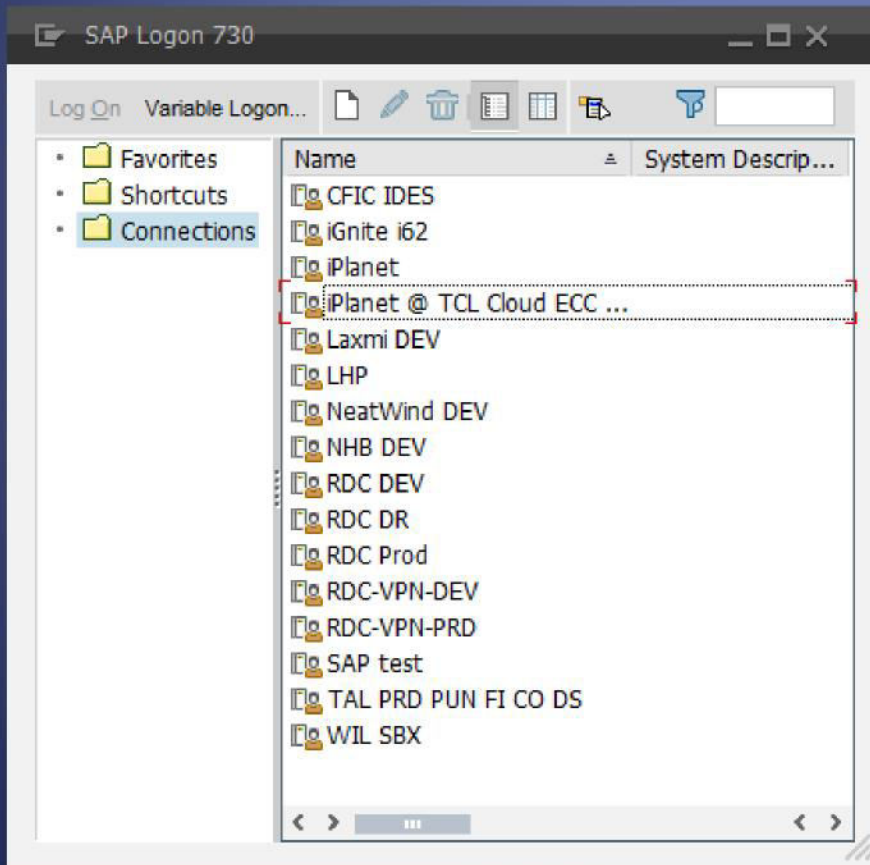 SAP Logon 730
Log On Variable Logon...
Favorites
Shortcuts
Connections
Name System Descrip...
CFIC IDES
iGnite i62
iPlanet
iPlanet @ TCL Cloud ECC ...
Laxmi DEV
LHP
NeatWind DEV
NHB DEV
RDC DEV
RDC DR
RDC Prod
RDC-VPN-DEV
RDC-VPN-PRD
SAP test
TAL PRD PUN FI CO DS
WIL SBX